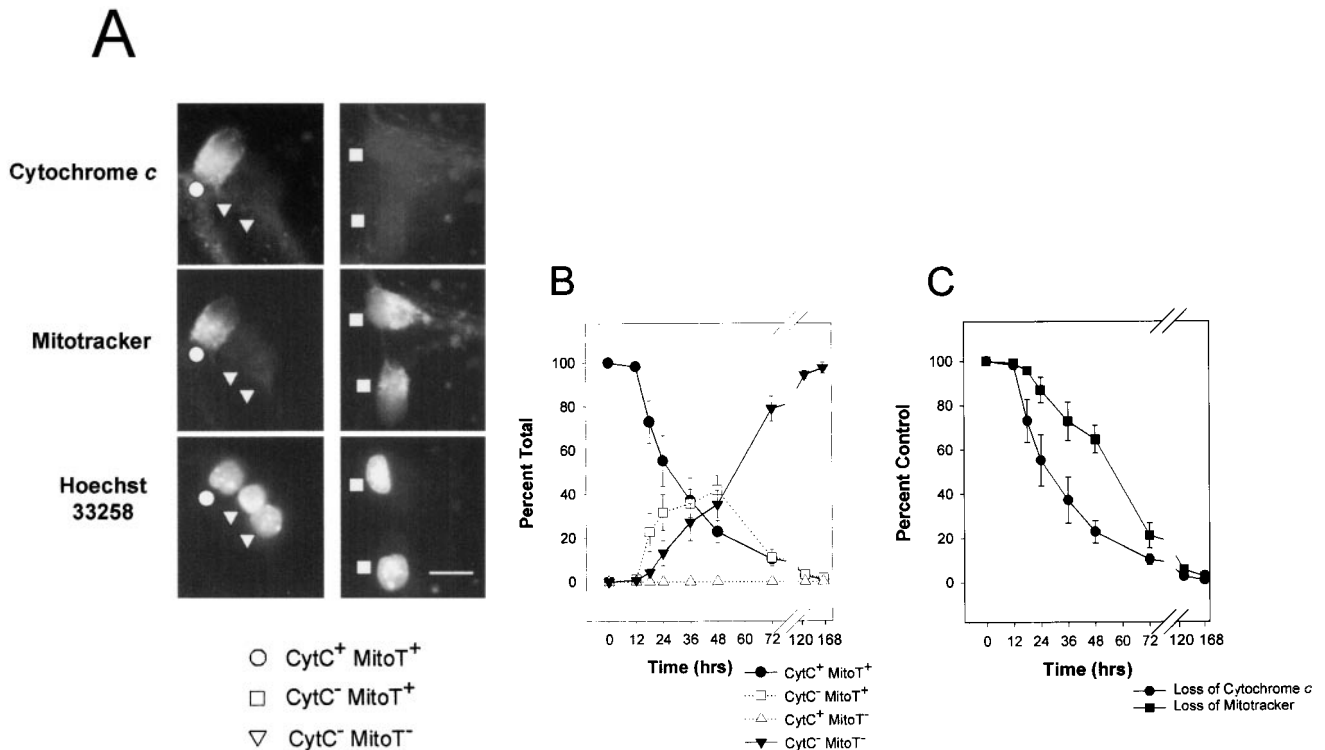 A
Cytochrome c
Mitotracker
Hoechst
33258
CytC+ MitoT+
CytC- MitoT+
CytC- MitoT-
B
Percent Total
100
80
60
40
20
0
0 12 24 36 48 60 72 120 168
Time (hrs)
CytC+ MitoT+
CytC- MitoT+
CytC+ MitoT-
CytC- MitoT-
C
Percent Control
100
80
60
40
20
0
0 12 24 36 48 60 72 120 168
Time (hrs)
Loss of Cytochrome c
Loss of Mitotracker